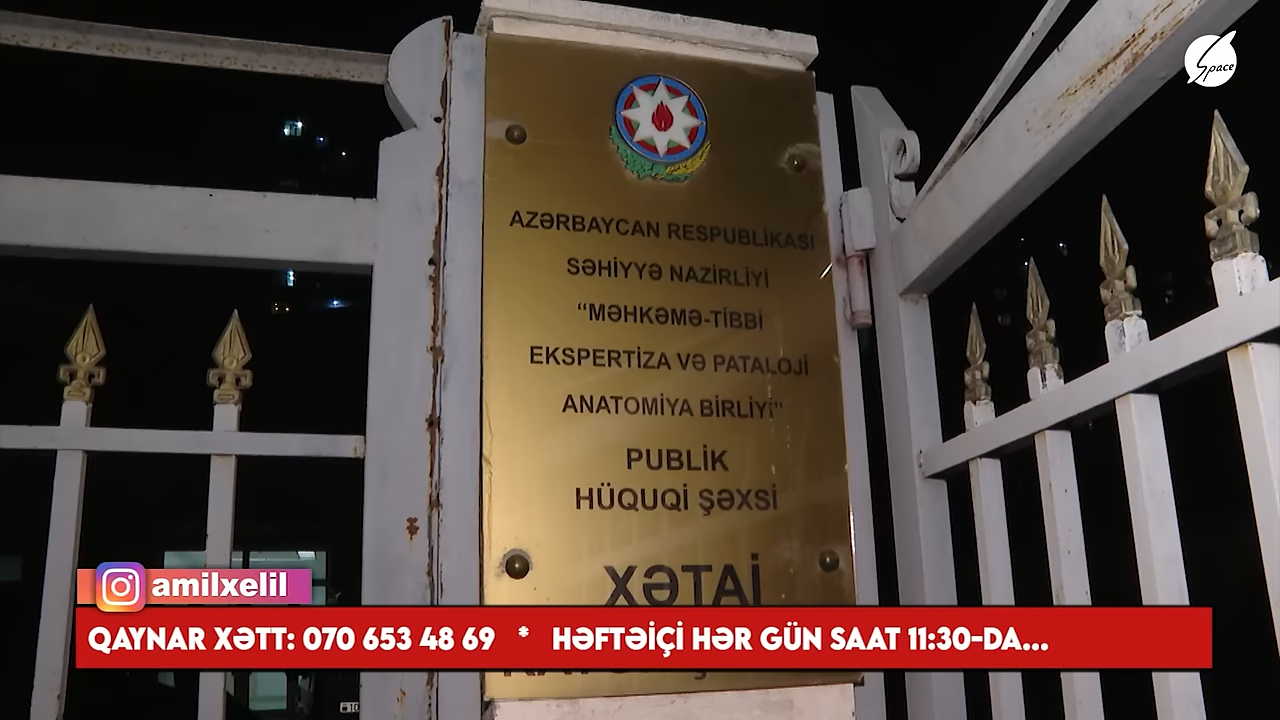 Space
AZƏRBAYCAN RESPUBLİKASI
SƏHİYYƏ NAZİRLİYİ
“MƏHKƏMƏ-TİBBİ
EKSPERTİZA VƏ PATALOJİ
ANATOMİYA BİRLİYİ”
PUBLİK
HÜQUQİ ŞƏXSİ
XƏTAİ
amilxelil
QAYNAR XƏTT: 070 653 48 69 * HƏFTƏİÇİ HƏR GÜN SAAT 11:30-DA...